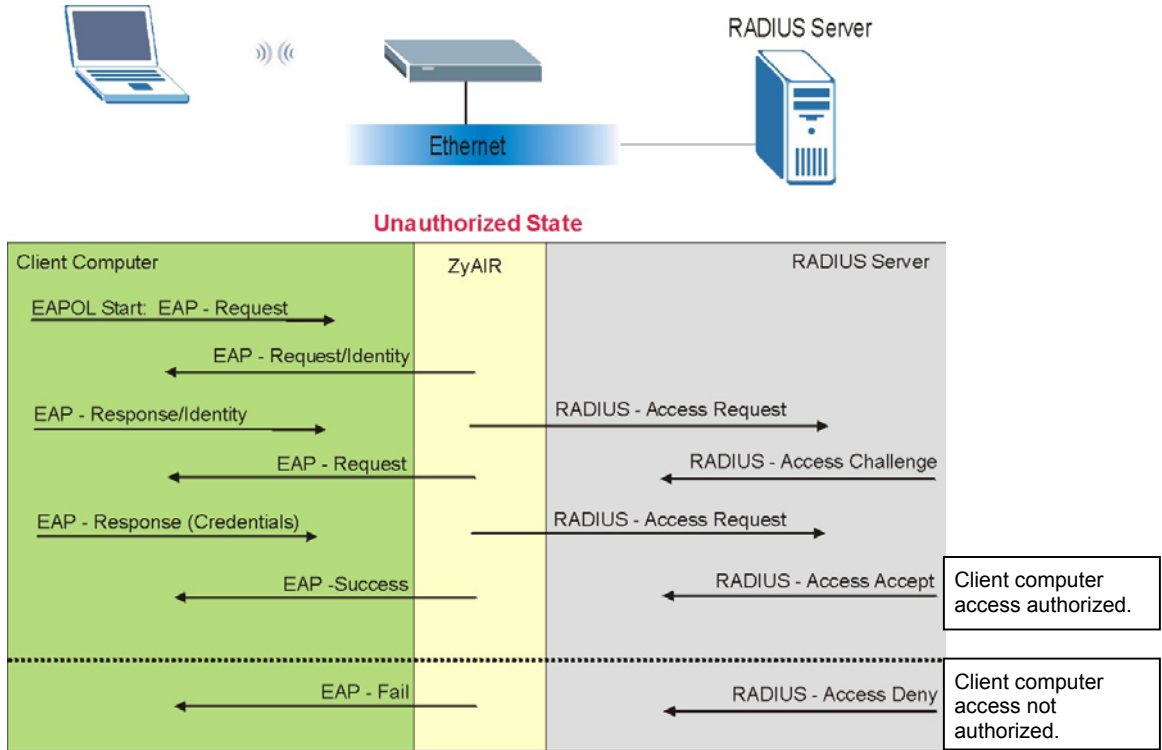 RADIUS Server
Ethernet
Unauthorized State
Client Computer
ZyAIR
RADIUS Server
EAPOL Start: EAP - Request
EAP - Request/Identity
EAP - Response/Identity
RADIUS - Access Request
EAP - Request
RADIUS - Access Challenge
EAP - Response (Credentials)
RADIUS - Access Request
EAP -Success
RADIUS - Access Accept
Client computer
access authorized.
EAP - Fail
RADIUS - Access Deny
Client computer
access not
authorized.